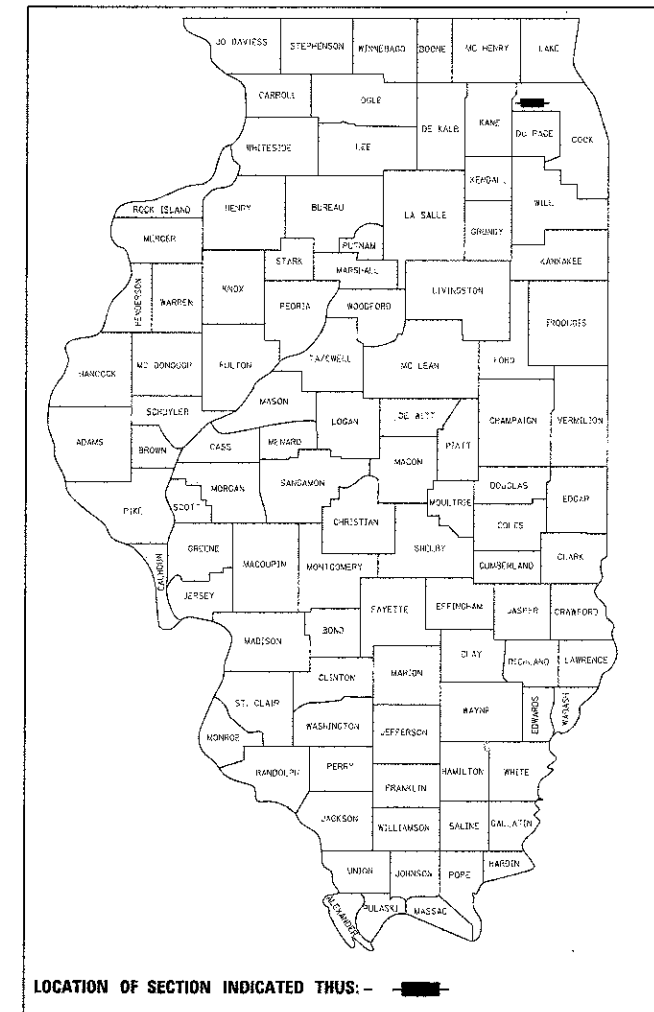 JO DAVIESS STEPHENSON WINNEBAGO BOONE MC HENRY LAKE
CARROLL OGLE
DE KALB KANE DU PAGE COOK
WHITESIDE LEE
KENDALL
ROCK ISLAND HENRY BUREAU LA SALLE WILL
GRUNDY
MERCER PUTNAM
STARK MARSHALL KANKAKEE
HENDERSON WARREN KNOX PEORIA WOODFORD LIVINGSTON
IROQUOIS
HANCOCK MC DONOUGH FULTON TAZEWELL MC LEAN FORD
MASON
SCHUYLER LOGAN DE WITT CHAMPAIGN VERMILION
ADAMS BROWN CASS MENARD PIATT
MACON
MORGAN SANGAMON DOUGLAS
PIKE SCOTT MOULTRIE EDGAR
CHRISTIAN COLES
GREENE SHELBY
CALHOUN MACOUPIN MONTGOMERY CUMBERLAND CLARK
JERSEY FAYETTE EFFINGHAM JASPER CRAWFORD
MADISON BOND
CLAY RICHLAND LAWRENCE
CLINTON MARION
ST. CLAIR WAYNE EDWARDS WABASH
WASHINGTON JEFFERSON
MONROE
RANDOLPH PERRY HAMILTON WHITE
FRANKLIN
JACKSON WILLIAMSON SALINE GALLATIN
UNION JOHNSON POPE HARDIN
ALEXANDER PULASKI MASSAC
LOCATION OF SECTION INDICATED THUS: -